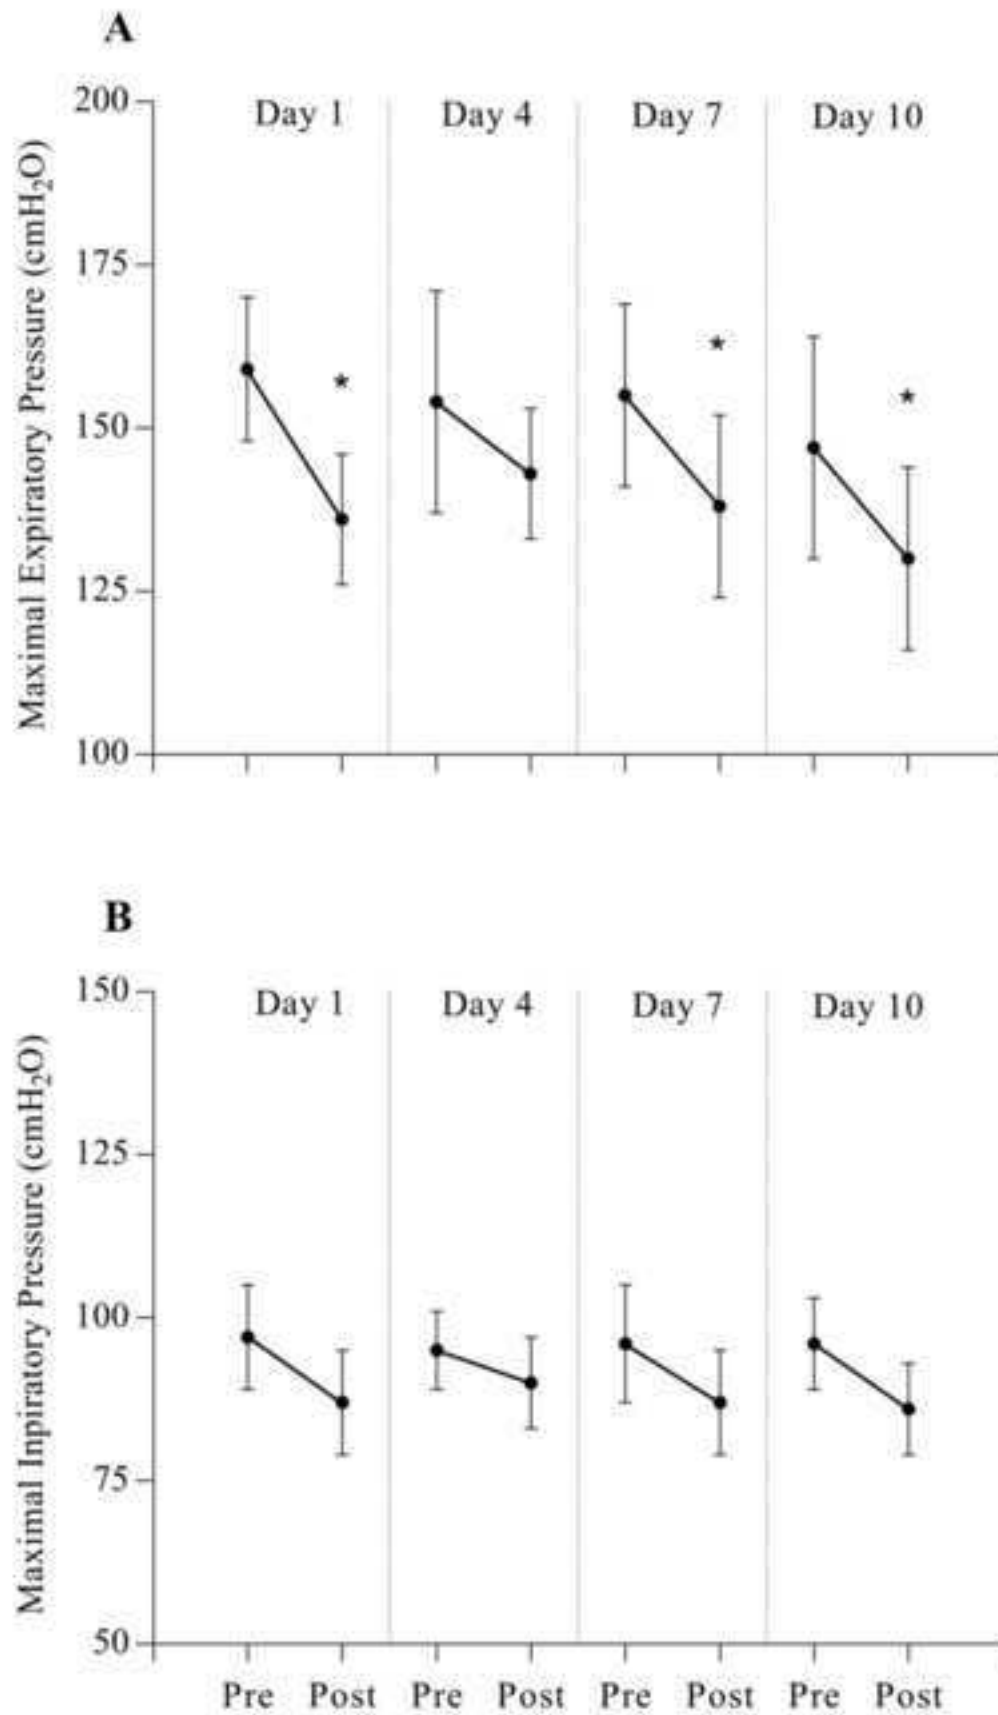 A
Maximal Expiratory Pressure (cmH₂O)
200
175
150
125
100
Day 1 Day 4 Day 7 Day 10
*
*
*
B
Maximal Inpiratory Pressure (cmH₂O)
150
125
100
75
50
Day 1 Day 4 Day 7 Day 10
Pre Post Pre Post Pre Post Pre Post